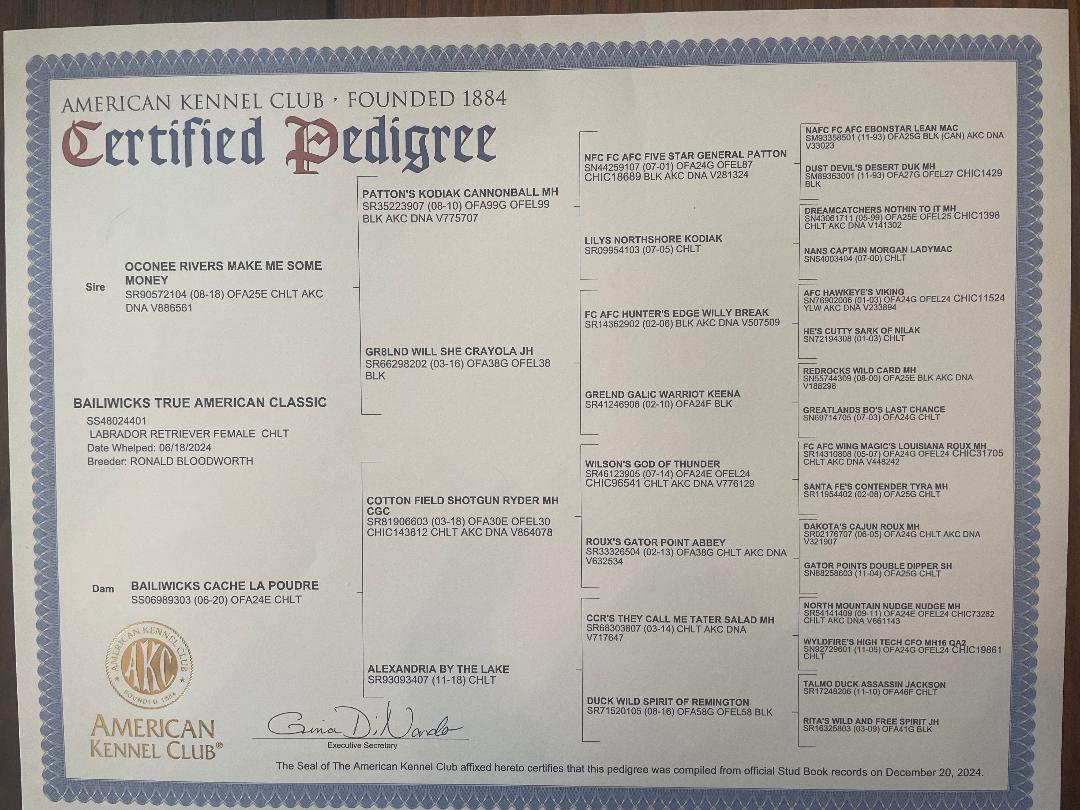 AMERICAN KENNEL CLUB · FOUNDED 1884
Certified Pedigree
Sire
OCONEE RIVERS MAKE ME SOME
MONEY
SR90572104 (08-18) OFA25E CHLT AKC
DNA V886561
BAILIWICKS TRUE AMERICAN CLASSIC
SS48024401
LABRADOR RETRIEVER FEMALE CHLT
Date Whelped: 06/18/2024
Breeder: RONALD BLOODWORTH
Dam
BAILIWICKS CACHE LA POUDRE
SS06989303 (06-20) OFA24E CHLT
PATTON'S KODIAK CANNONBALL MH
SR35223907 (08-10) OFA99G OFEL99
BLK AKC DNA V775707
GR8LND WILL SHE CRAYOLA JH
SR66298202 (03-16) OFA38G OFEL38
BLK
COTTON FIELD SHOTGUN RYDER MH
CGC
SR81906603 (03-18) OFA30E OFEL30
CHIC143812 CHLT AKC DNA V864078
ALEXANDRIA BY THE LAKE
SR93093407 (11-18) CHLT
NFC FC AFC FIVE STAR GENERAL PATTON
SN44259107 (07-01) OFA24G OFEL87
CHIC18689 BLK AKC DNA V281324
LILYS NORTHSHORE KODIAK
SR09954103 (07-05) CHLT
FC AFC HUNTER'S EDGE WILLY BREAK
SR14362902 (02-06) BLK AKC DNA V507509
GRELND GALIC WARRIOT KEENA
SR41246906 (02-10) OFA24F BLK
WILSON'S GOD OF THUNDER
SR46123905 (07-14) OFA24E OFEL24
CHIC96541 CHLT AKC DNA V776129
ROUX'S GATOR POINT ABBEY
SR33326504 (02-13) OFA38G CHLT AKC DNA
V632534
CCR'S THEY CALL ME TATER SALAD MH
SR68303807 (03-14) CHLT AKC DNA
V717647
DUCK WILD SPIRIT OF REMINGTON
SR71520105 (08-16) OFA58G OFEL58 BLK
NAFC FC AFC EBONSTAR LEAN MAC
SM93358501 (11-93) OFA25G BLK (CAN) AKC DNA
V33023
DUST DEVIL'S DESERT DUK MH
SM89363001 (11-93) OFA27G OFEL27 CHIC1429
BLK
DREAMCATCHERS NOTHIN TO IT MH
SN43061711 (05-99) OFA25E OFEL25 CHIC1398
CHLT AKC DNA V141302
NANS CAPTAIN MORGAN LADYMAC
SN54003404 (07-00) CHLT
AFC HAWKEYE'S VIKING
SN76902006 (01-03) OFA24G OFEL24 CHIC11524
YLW AKC DNA V233894
HE'S CUTTY SARK OF NILAK
SN72194308 (01-03) CHLT
REDROCKS WILD CARD MH
SN55744309 (08-00) OFA25E BLK AKC DNA
V188298
GREATLANDS BO'S LAST CHANCE
SN69714705 (07-03) OFA24G CHLT
FC AFC WING MAGIC'S LOUISIANA ROUX MH
SR14310808 (05-07) OFA24G OFEL24 CHIC31705
CHLT AKC DNA V448242
SANTA FE'S CONTENDER TYRA MH
SR11954402 (02-08) OFA25G CHLT
DAKOTA'S CAJUN ROUX MH
SR02176707 (06-05) OFA24G CHLT AKC DNA
V321907
GATOR POINTS DOUBLE DIPPER SH
SN88258603 (11-04) OFA25G CHLT
NORTH MOUNTAIN NUDGE NUDGE MH
SR54141409 (09-11) OFA24E OFEL24 CHIC73282
CHLT AKC DNA V661143
WYLDFIRE'S HIGH TECH CFO MH16 QA2
SN92729601 (11-05) OFA24G OFEL24 CHIC19861
CHLT
TALMO DUCK ASSASSIN JACKSON
SR17248206 (11-10) OFA46F CHLT
RITA'S WILD AND FREE SPIRIT JH
SR16325803 (03-09) OFA41G BLK
AMERICAN KENNEL CLUB
AKC
FOUNDED 1884
AMERICAN
KENNEL CLUB®
Gina DiNardo
Executive Secretary
The Seal of The American Kennel Club affixed hereto certifies that this pedigree was compiled from official Stud Book records on December 20, 2024.